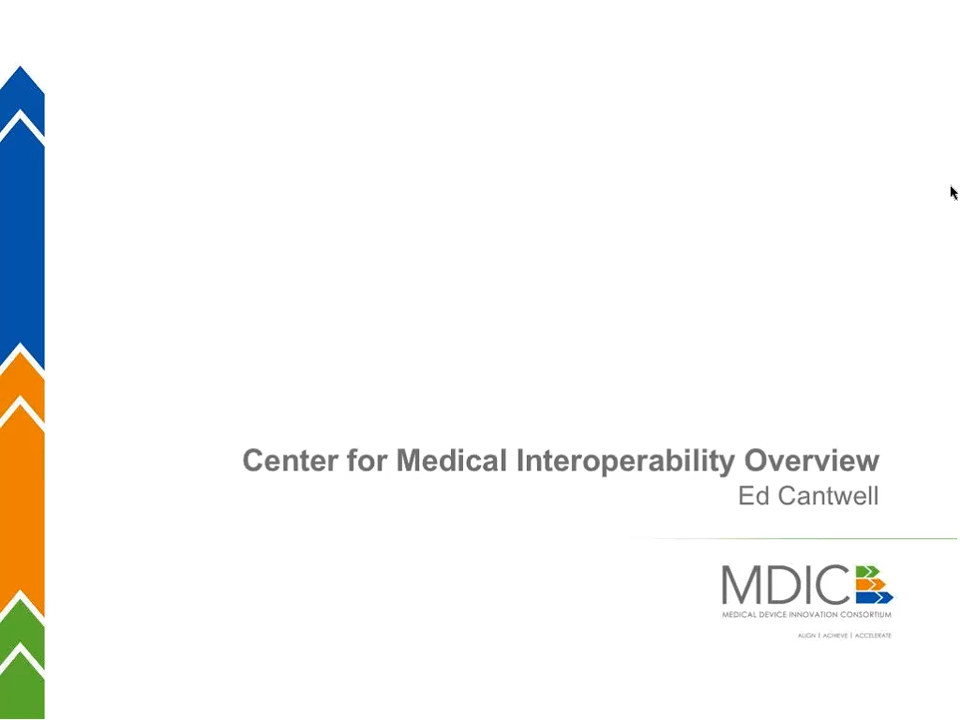 Center for Medical Interoperability Overview
Ed Cantwell
MDIC
MEDICAL DEVICE INNOVATION CONSORTIUM
ALIGN | ACHIEVE | ACCELERATE